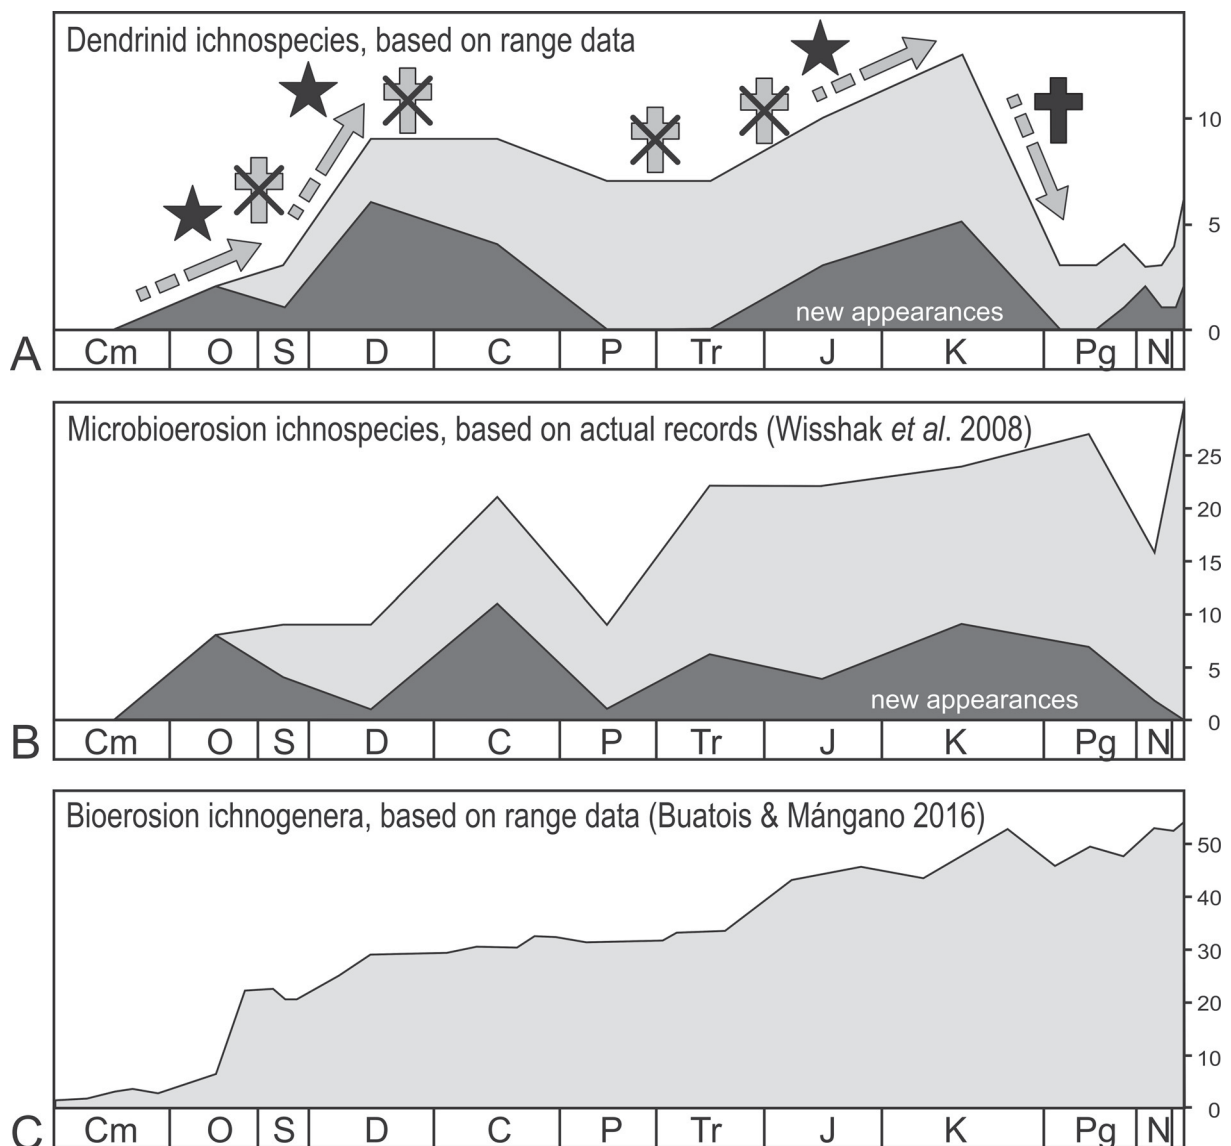 Dendrinid ichnospecies, based on range data
10
5
new appearances
0
A
Cm O S D C P Tr J K Pg N
Microbioerosion ichnospecies, based on actual records (Wisshak et al. 2008)
25
20
15
10
5
new appearances
0
B
Cm O S D C P Tr J K Pg N
Bioerosion ichnogenera, based on range data (Buatois & Mángano 2016)
50
40
30
20
10
0
C
Cm O S D C P Tr J K Pg N